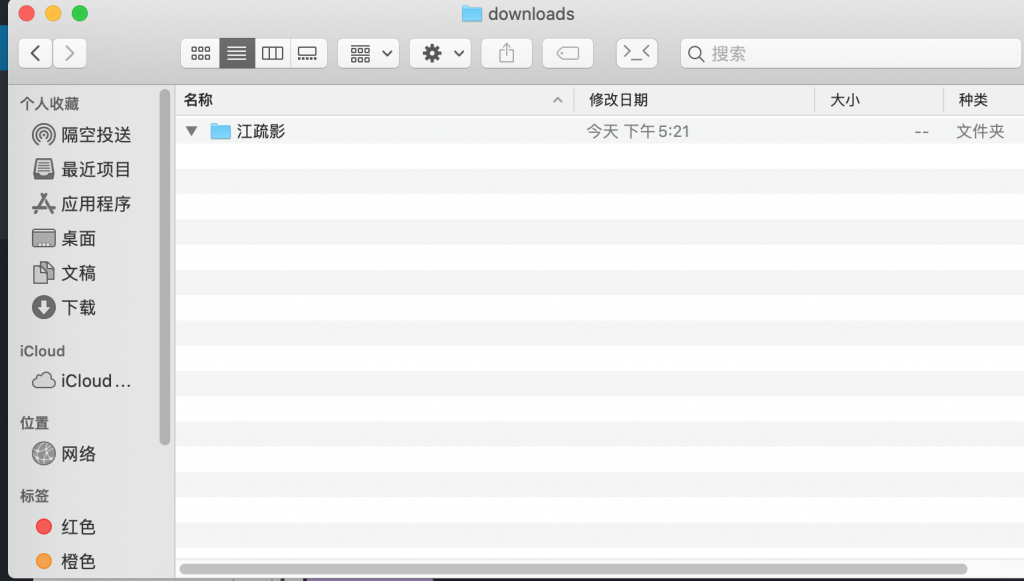 downloads
搜索
个人收藏
隔空投送
最近项目
应用程序
桌面
文稿
下载
iCloud
iCloud...
位置
网络
标签
红色
橙色
名称 修改日期 大小 种类
江疏影 今天 下午 5:21 -- 文件夹